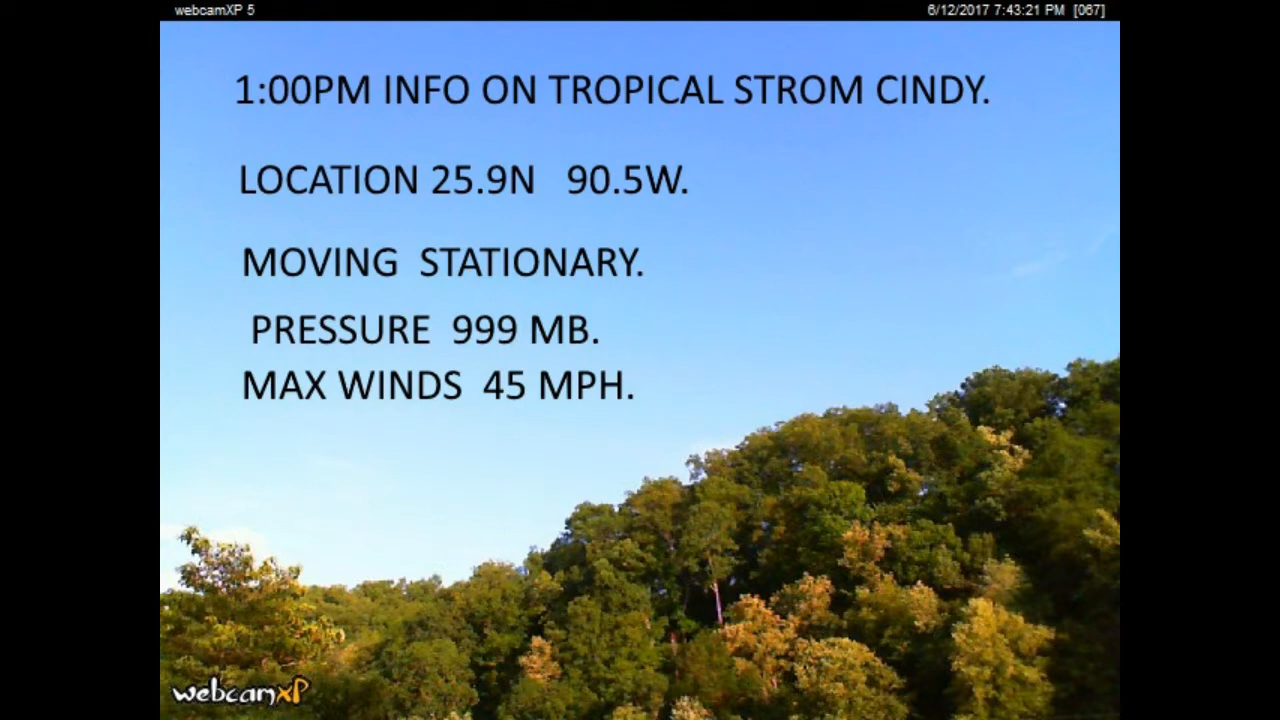 webcamXP 5 6/12/2017 7:43:21 PM [067]
1:00PM INFO ON TROPICAL STROM CINDY.
LOCATION 25.9N 90.5W.
MOVING STATIONARY.
PRESSURE 999 MB.
MAX WINDS 45 MPH.
webcamXP